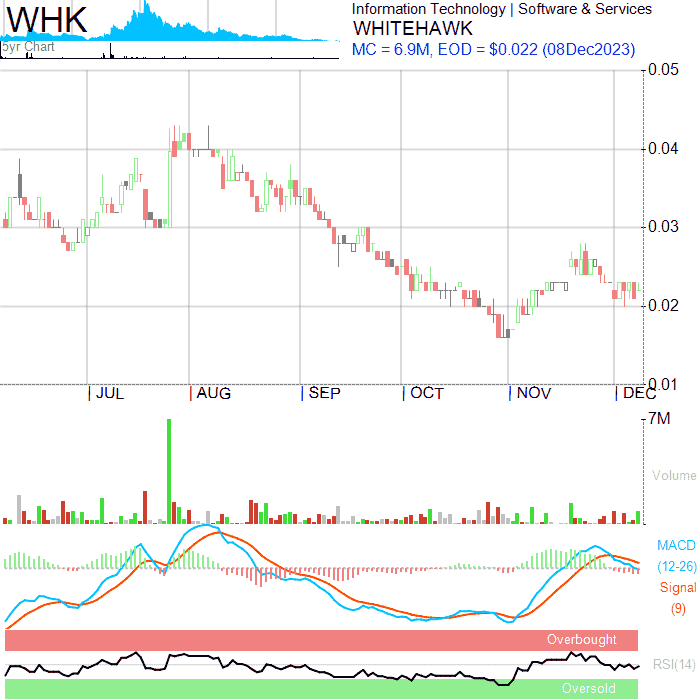 WHK
5yr Chart
Information Technology | Software & Services
WHITEHAWK
MC = 6.9M, EOD = $0.022 (08Dec2023)
0.05
0.04
0.03
0.02
0.01
JUL AUG SEP OCT NOV DEC
7M
Volume
MACD
(12-26)
Signal
(9)
Overbought
RSI(14)
Oversold